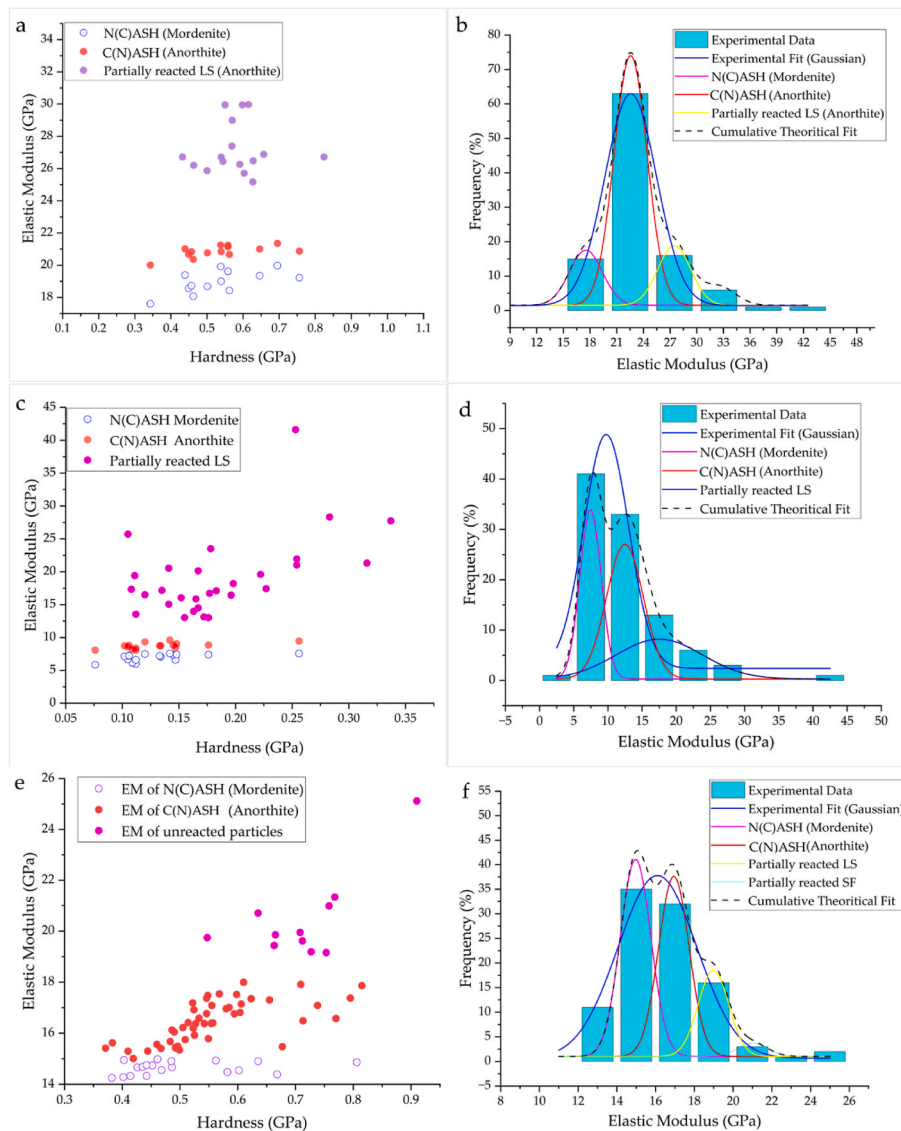 a
N(C)ASH (Mordenite)
C(N)ASH (Anorthite)
Partially reacted LS (Anorthite)
Elastic Modulus (GPa)
34
32
30
28
26
24
22
20
18
0.1 0.2 0.3 0.4 0.5 0.6 0.7 0.8 0.9 1.0 1.1
Hardness (GPa)
b
Experimental Data
Experimental Fit (Gaussian)
N(C)ASH (Mordenite)
C(N)ASH (Anorthite)
Partially reacted LS (Anorthite)
Cumulative Theoritical Fit
Frequency (%)
80
70
60
50
40
30
20
10
0
9 12 15 18 21 24 27 30 33 36 39 42 45 48
Elastic Modulus (GPa)
c
N(C)ASH Mordenite
C(N)ASH Anorthite
Partially reacted LS
Elastic Modulus (GPa)
45
40
35
30
25
20
15
10
5
0
0.05 0.10 0.15 0.20 0.25 0.30 0.35
Hardness (GPa)
d
Experimental Data
Experimental Fit (Gaussian)
N(C)ASH (Mordenite)
C(N)ASH (Anorthite)
Partially reacted LS
Cumulative Theoritical Fit
Frequency (%)
50
40
30
20
10
0
−5 0 5 10 15 20 25 30 35 40 45 50
Elastic Modulus (GPa)
e
EM of N(C)ASH (Mordenite)
EM of C(N)ASH (Anorthite)
EM of unreacted particles
Elastic Modulus (GPa)
26
24
22
20
18
16
14
0.3 0.4 0.5 0.6 0.7 0.8 0.9
Hardness (GPa)
f
Experimental Data
Experimental Fit (Gaussian)
N(C)ASH (Mordenite)
C(N)ASH(Anorthite)
Partially reacted LS
Partially reacted SF
Cumulative Theoritical Fit
Frequency (%)
55
50
45
40
35
30
25
20
15
10
5
0
−5
8 10 12 14 16 18 20 22 24 26
Elastic Modulus (GPa)